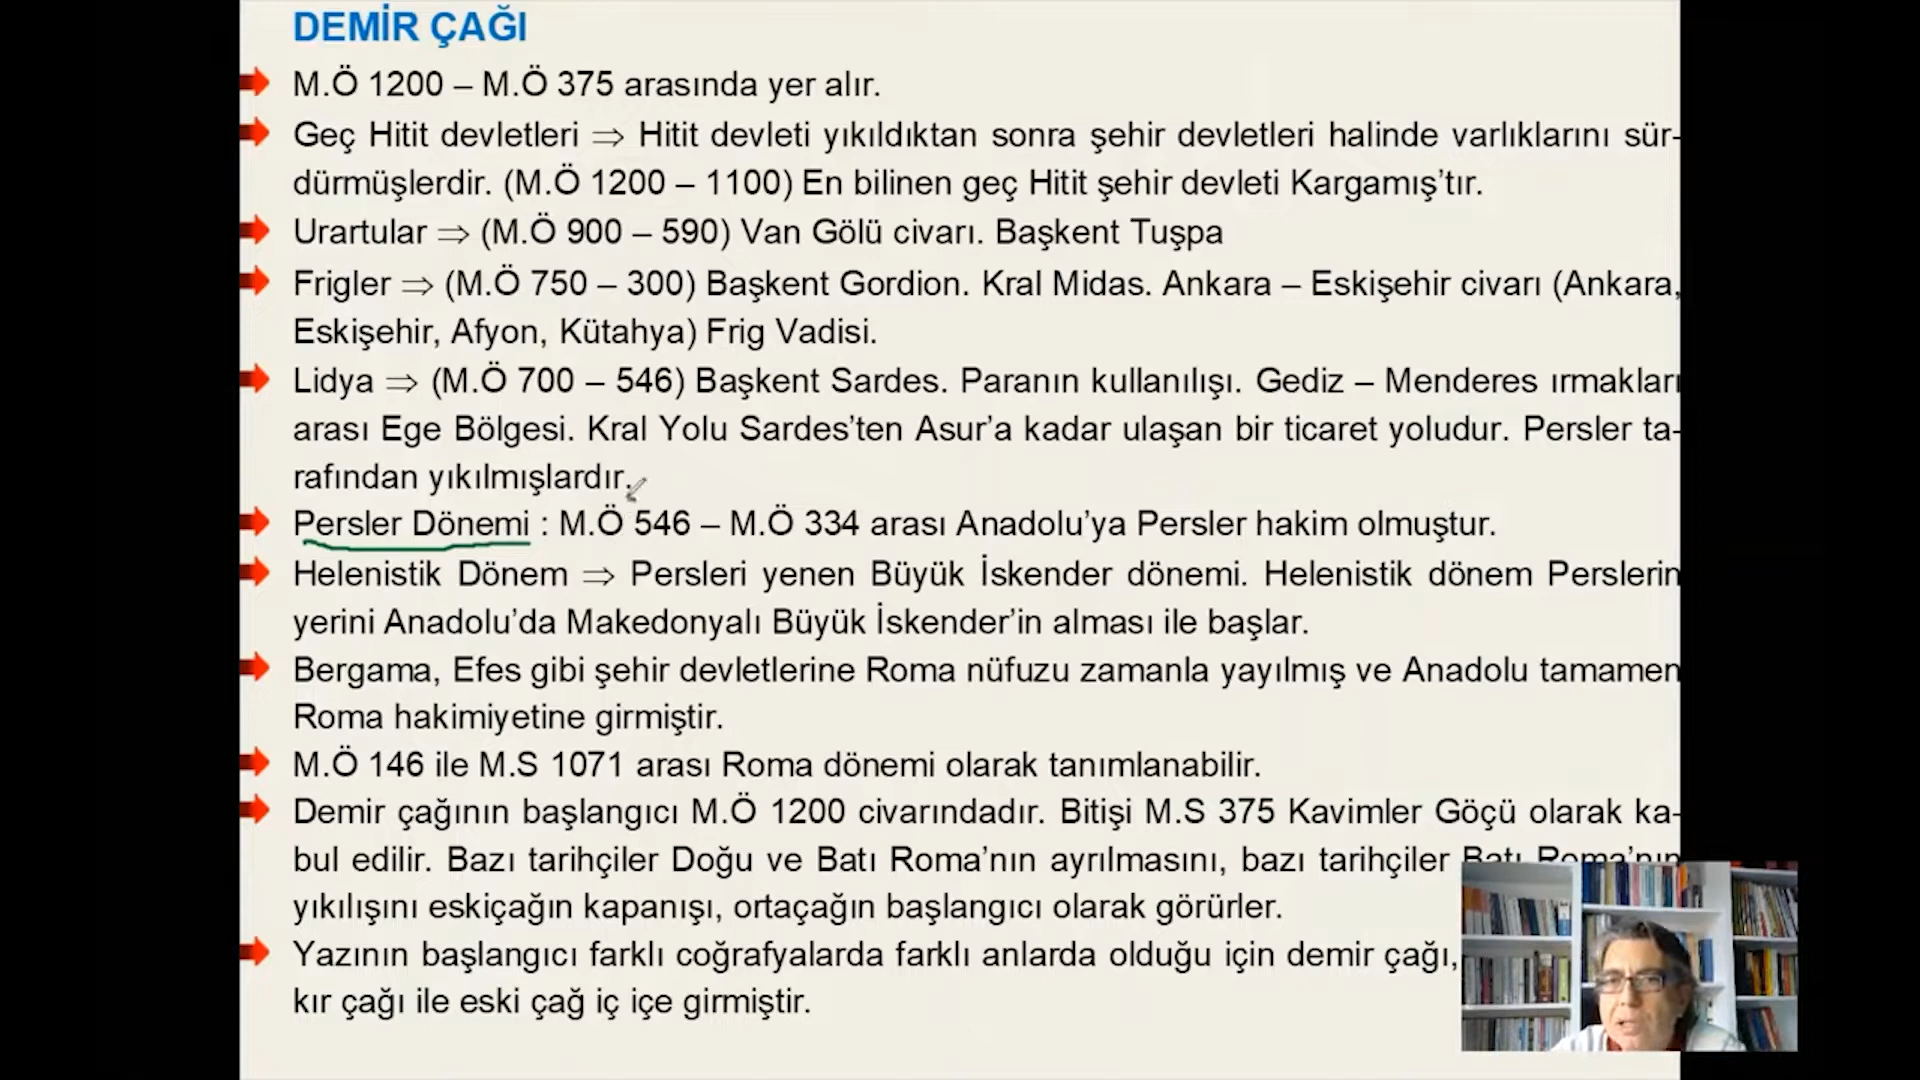 DEMİR ÇAĞI
M.Ö 1200 – M.Ö 375 arasında yer alır.
Geç Hitit devletleri ⇒ Hitit devleti yıkıldıktan sonra şehir devletleri halinde varlıklarını sür-
dürmüşlerdir. (M.Ö 1200 – 1100) En bilinen geç Hitit şehir devleti Kargamış’tır.
Urartular ⇒ (M.Ö 900 – 590) Van Gölü civarı. Başkent Tuşpa
Frigler ⇒ (M.Ö 750 – 300) Başkent Gordion. Kral Midas. Ankara – Eskişehir civarı (Ankara,
Eskişehir, Afyon, Kütahya) Frig Vadisi.
Lidya ⇒ (M.Ö 700 – 546) Başkent Sardes. Paranın kullanılışı. Gediz – Menderes ırmakları
arası Ege Bölgesi. Kral Yolu Sardes’ten Asur’a kadar ulaşan bir ticaret yoludur. Persler ta-
rafından yıkılmışlardır.
Persler Dönemi : M.Ö 546 – M.Ö 334 arası Anadolu’ya Persler hakim olmuştur.
Helenistik Dönem ⇒ Persleri yenen Büyük İskender dönemi. Helenistik dönem Perslerin
yerini Anadolu’da Makedonyalı Büyük İskender’in alması ile başlar.
Bergama, Efes gibi şehir devletlerine Roma nüfuzu zamanla yayılmış ve Anadolu tamamen
Roma hakimiyetine girmiştir.
M.Ö 146 ile M.S 1071 arası Roma dönemi olarak tanımlanabilir.
Demir çağının başlangıcı M.Ö 1200 civarındadır. Bitişi M.S 375 Kavimler Göçü olarak ka-
bul edilir. Bazı tarihçiler Doğu ve Batı Roma’nın ayrılmasını, bazı tarihçiler Batı Roma’nın
yıkılışını eskiçağın kapanışı, ortaçağın başlangıcı olarak görürler.
Yazının başlangıcı farklı coğrafyalarda farklı anlarda olduğu için demir çağı,
kır çağı ile eski çağ iç içe girmiştir.